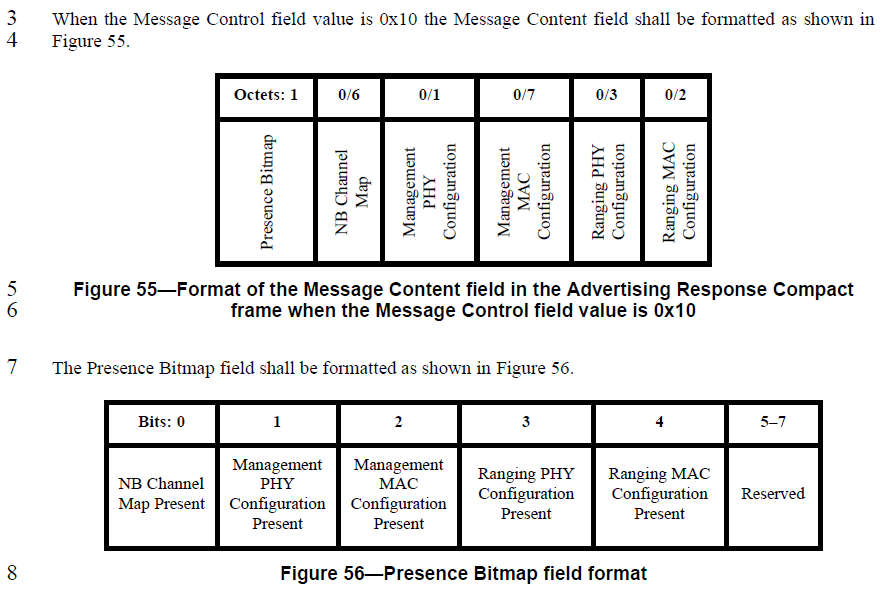 3 When the Message Control field value is 0x10 the Message Content field shall be formatted as shown in
4 Figure 55.
Octets: 1 0/6 0/1 0/7 0/3 0/2
Presence Bitmap
NB Channel
Map
Management
PHY
Configuration
Management
MAC
Configuration
Ranging PHY
Configuration
Ranging MAC
Configuration
5 Figure 55—Format of the Message Content field in the Advertising Response Compact
6 frame when the Message Control field value is 0x10
7 The Presence Bitmap field shall be formatted as shown in Figure 56.
Bits: 0 1 2 3 4 5–7
NB Channel
Map Present
Management
PHY
Configuration
Present
Management
MAC
Configuration
Present
Ranging PHY
Configuration
Present
Ranging MAC
Configuration
Present
Reserved
8 Figure 56—Presence Bitmap field format